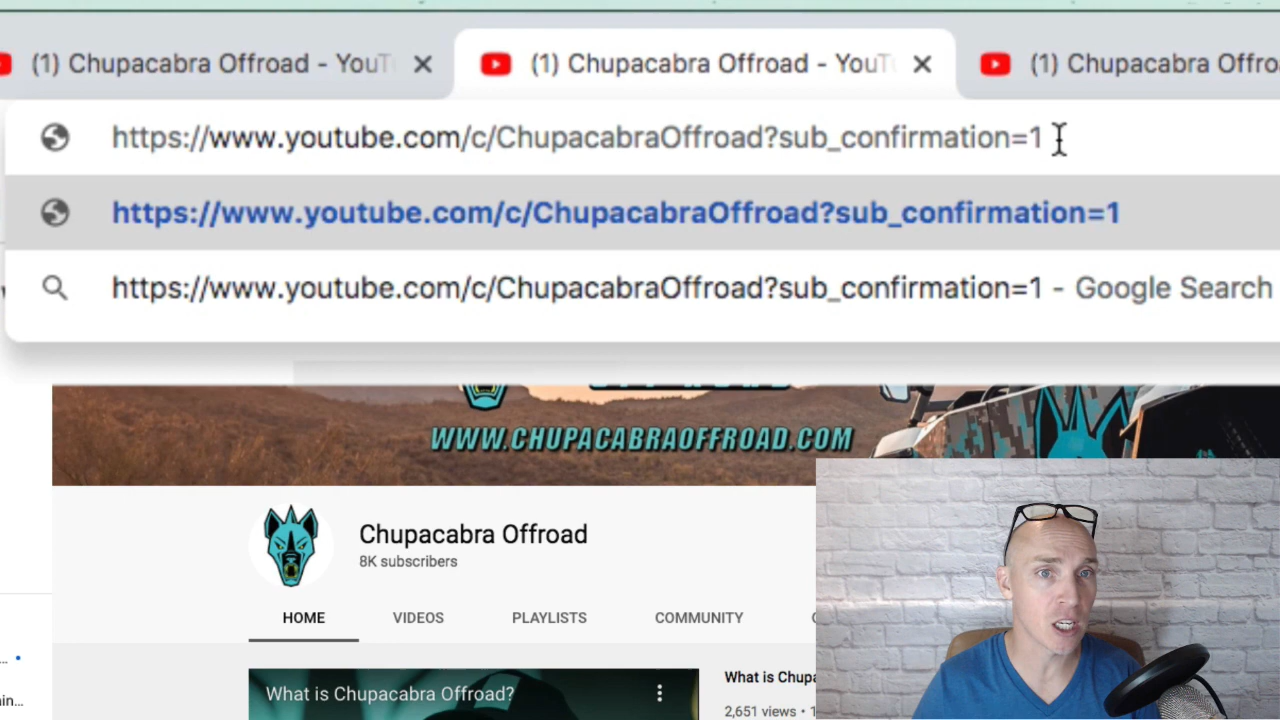 (1) Chupacabra Offroad - YouT
(1) Chupacabra Offroad - YouT
(1) Chupacabra Offro
https://www.youtube.com/c/ChupacabraOffroad?sub_confirmation=1
https://www.youtube.com/c/ChupacabraOffroad?sub_confirmation=1
https://www.youtube.com/c/ChupacabraOffroad?sub_confirmation=1 - Google Search
WWW.CHUPACABRAOFFROAD.COM
Chupacabra Offroad
8K subscribers
HOME VIDEOS PLAYLISTS COMMUNITY
What is Chupacabra Offroad?
What is Chupa
2,651 views • 1
...
in...